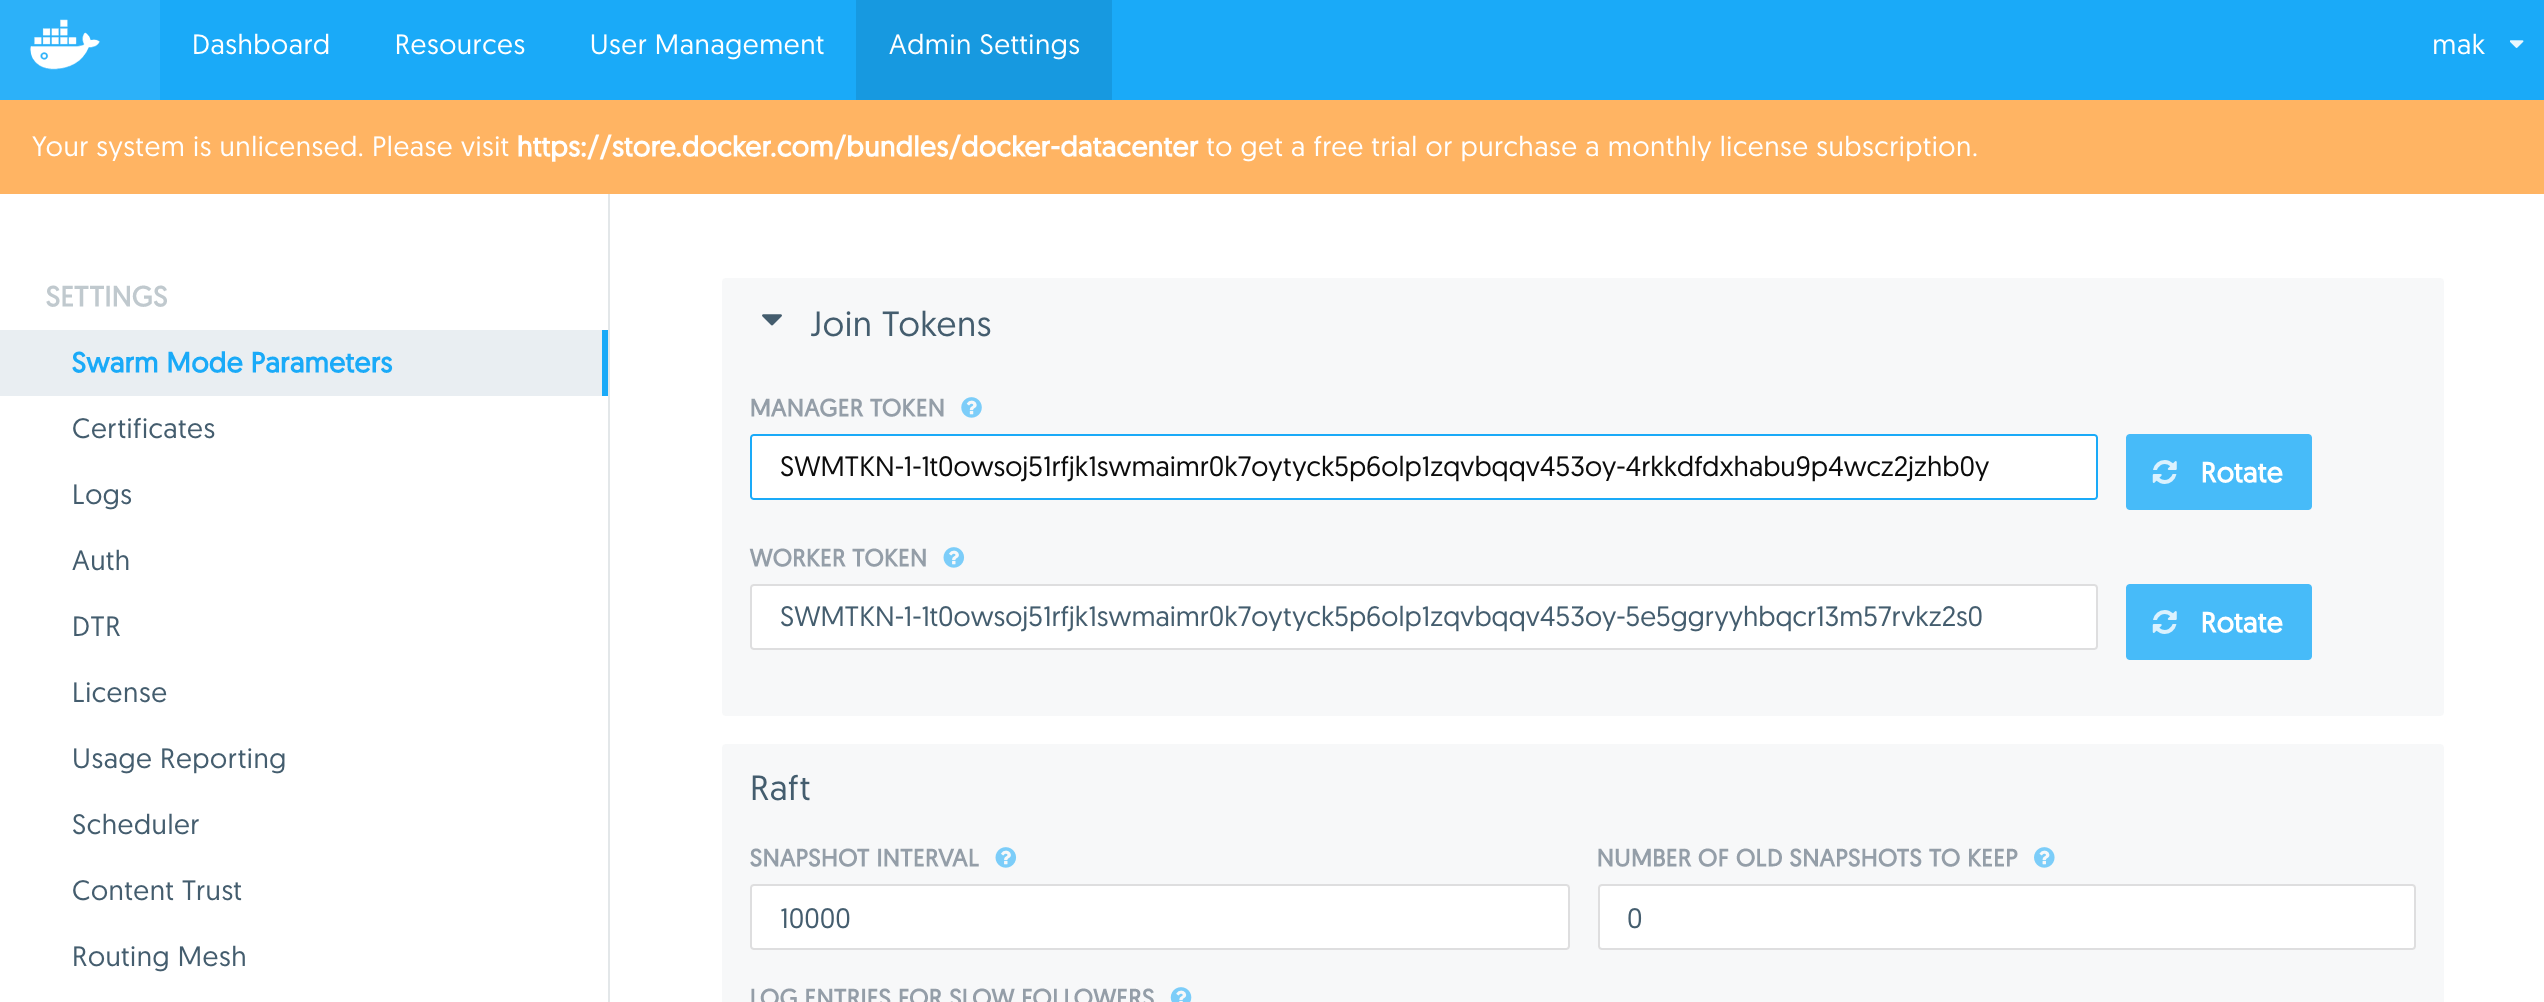 Dashboard Resources User Management Admin Settings mak
Your system is unlicensed. Please visit https://store.docker.com/bundles/docker-datacenter to get a free trial or purchase a monthly license subscription.
SETTINGS
Swarm Mode Parameters
Certificates
Logs
Auth
DTR
License
Usage Reporting
Scheduler
Content Trust
Routing Mesh
Join Tokens
MANAGER TOKEN ?
SWMTKN-1-1t0owsoj51rfjk1swmaimr0k7oytyck5p6olp1zqvbqqv453oy-4rkkdfdxhabu9p4wcz2jzhb0y
Rotate
WORKER TOKEN ?
SWMTKN-1-1t0owsoj51rfjk1swmaimr0k7oytyck5p6olp1zqvbqqv453oy-5e5ggryyhbqcr13m57rvkz2s0
Rotate
Raft
SNAPSHOT INTERVAL ?
10000
NUMBER OF OLD SNAPSHOTS TO KEEP ?
0
LOG ENTRIES FOR SLOW FOLLOWERS ?